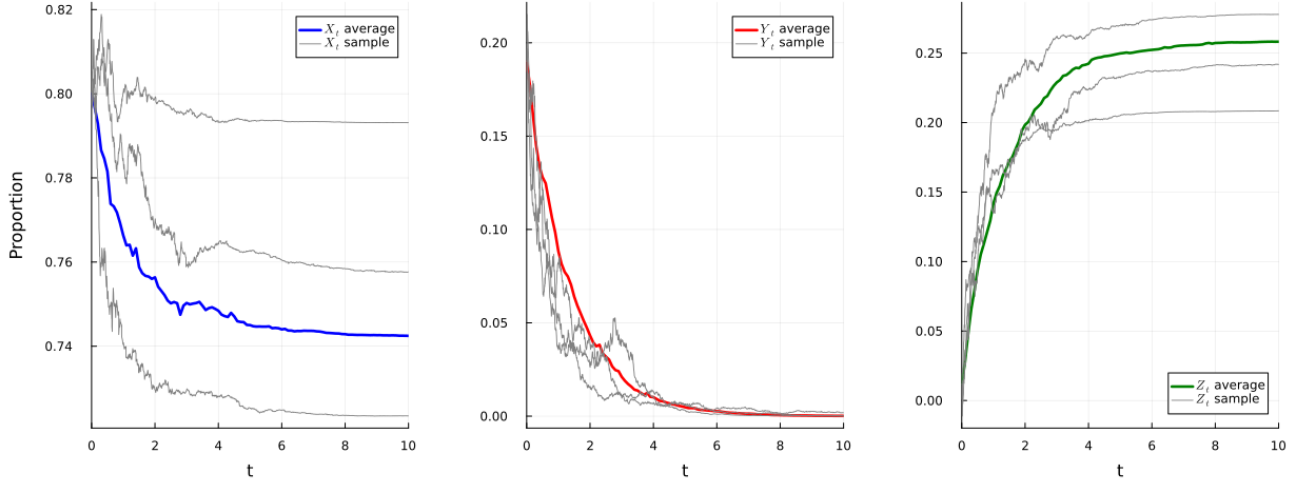 0.82
0.80
0.78
0.76
0.74
Proportion
0 2 4 6 8 10
t
X_t average
X_t sample
0.20
0.15
0.10
0.05
0.00
0 2 4 6 8 10
t
Y_t average
Y_t sample
0.25
0.20
0.15
0.10
0.05
0.00
0 2 4 6 8 10
t
Z_t average
Z_t sample